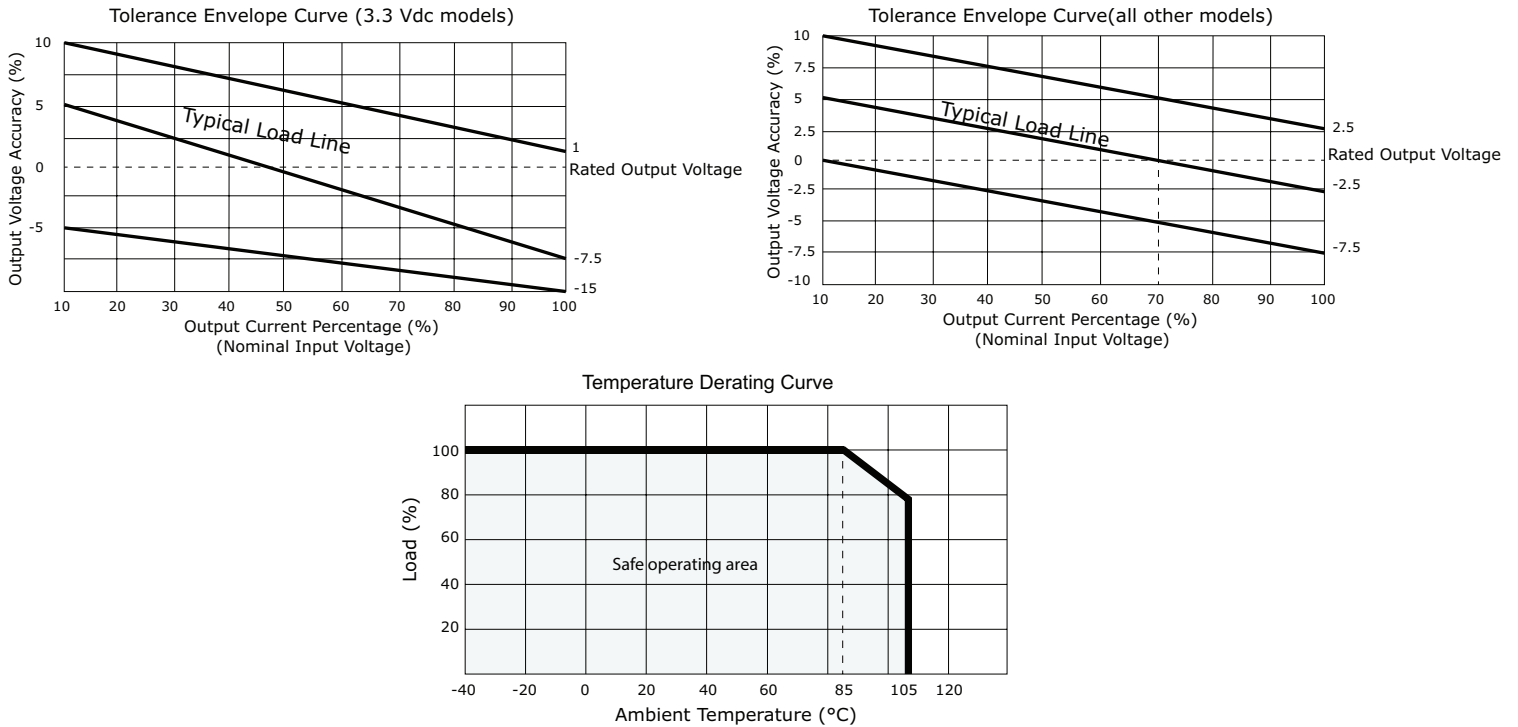 Tolerance Envelope Curve (3.3 Vdc models)
Output Voltage Accuracy (%)
10
5
0
-5
Typical Load Line
1
Rated Output Voltage
-7.5
-15
10 20 30 40 50 60 70 80 90 100
Output Current Percentage (%)
(Nominal Input Voltage)
Tolerance Envelope Curve(all other models)
Output Voltage Accuracy (%)
10
7.5
5
2.5
0
-2.5
-5
-7.5
-10
Typical Load Line
2.5
Rated Output Voltage
-2.5
-7.5
10 20 30 40 50 60 70 80 90 100
Output Current Percentage (%)
(Nominal Input Voltage)
Temperature Derating Curve
Load (%)
100
80
60
40
20
Safe operating area
-40 -20 0 20 40 60 85 105 120
Ambient Temperature (°C)